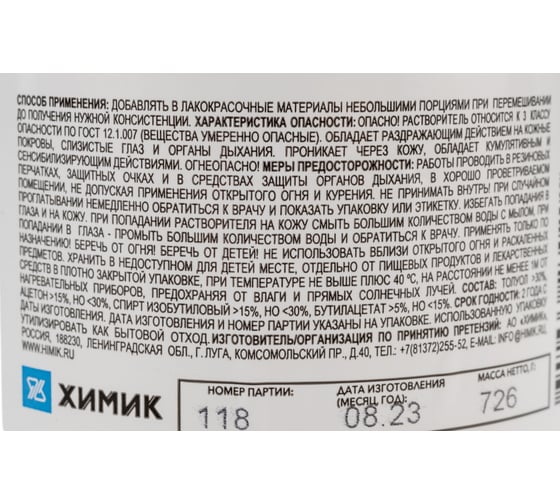 СПОСОБ ПРИМЕНЕНИЯ: ДОБАВЛЯТЬ В ЛАКОКРАСОЧНЫЕ МАТЕРИАЛЫ НЕБОЛЬШИМИ ПОРЦИЯМИ ПРИ ПЕРЕМЕШИВАНИИ
ДО ПОЛУЧЕНИЯ НУЖНОЙ КОНСИСТЕНЦИИ. ХАРАКТЕРИСТИКА ОПАСНОСТИ: ОПАСНО! РАСТВОРИТЕЛЬ ОТНОСИТСЯ К 3 КЛАССУ
ОПАСНОСТИ ПО ГОСТ 12.1.007 (ВЕЩЕСТВА УМЕРЕННО ОПАСНЫЕ). ОБЛАДАЕТ РАЗДРАЖАЮЩИМ ДЕЙСТВИЕМ НА КОЖНЫЕ
ПОКРОВЫ, СЛИЗИСТЫЕ ГЛАЗ И ОРГАНЫ ДЫХАНИЯ. ПРОНИКАЕТ ЧЕРЕЗ КОЖУ, ОБЛАДАЕТ КУМУЛЯТИВНЫМ И
СЕНСИБИЛИЗИРУЮЩИМ ДЕЙСТВИЯМИ. ОГНЕОПАСНО! МЕРЫ ПРЕДОСТОРОЖНОСТИ: РАБОТЫ ПРОВОДИТЬ В РЕЗИНОВЫХ
ПЕРЧАТКАХ, ЗАЩИТНЫХ ОЧКАХ И В СРЕДСТВАХ ЗАЩИТЫ ОРГАНОВ ДЫХАНИЯ, В ХОРОШО ПРОВЕТРИВАЕМОМ
ПОМЕЩЕНИИ, НЕ ДОПУСКАЯ ПРИМЕНЕНИЯ ОТКРЫТОГО ОГНЯ И КУРЕНИЯ. НЕ ПРИНИМАТЬ ВНУТРЬ ПРИ СЛУЧАЙНОМ
ПРОГЛАТЫВАНИИ НЕМЕДЛЕННО ОБРАТИТЬСЯ К ВРАЧУ И ПОКАЗАТЬ УПАКОВКУ ИЛИ ЭТИКЕТКУ. ИЗБЕГАТЬ ПОПАДАНИЯ В
ГЛАЗА И НА КОЖУ. ПРИ ПОПАДАНИИ РАСТВОРИТЕЛЯ НА КОЖУ СМЫТЬ БОЛЬШИМ КОЛИЧЕСТВОМ ВОДЫ С МЫЛОМ, ПРИ
ПОПАДАНИИ В ГЛАЗА - ПРОМЫТЬ БОЛЬШИМ КОЛИЧЕСТВОМ ВОДЫ И ОБРАТИТЬСЯ К ВРАЧУ. ПРИМЕНЯТЬ ТОЛЬКО ПО
НАЗНАЧЕНИЮ! БЕРЕЧЬ ОТ ОГНЯ! БЕРЕЧЬ ОТ ДЕТЕЙ! НЕ ИСПОЛЬЗОВАТЬ ВБЛИЗИ ОТКРЫТОГО ОГНЯ И РАСКАЛЕННЫХ
ПРЕДМЕТОВ. ХРАНИТЬ В НЕДОСТУПНОМ ДЛЯ ДЕТЕЙ МЕСТЕ, ОТДЕЛЬНО ОТ ПИЩЕВЫХ ПРОДУКТОВ И ЛЕКАРСТВЕННЫХ
СРЕДСТВ В ПЛОТНО ЗАКРЫТОЙ УПАКОВКЕ, ПРИ ТЕМПЕРАТУРЕ НЕ ВЫШЕ ПЛЮС 40 ºС, НА РАССТОЯНИИ НЕ МЕНЕЕ 1М ОТ
НАГРЕВАТЕЛЬНЫХ ПРИБОРОВ, ПРЕДОХРАНЯЯ ОТ ВЛАГИ И ПРЯМЫХ СОЛНЕЧНЫХ ЛУЧЕЙ. СОСТАВ: ТОЛУОЛ >30%,
АЦЕТОН >15%, НО <30%, СПИРТ ИЗОБУТИЛОВЫЙ >15%, НО <30%, БУТИЛАЦЕТАТ >5%, НО <15%. СРОК ГОДНОСТИ: 2 ГОДА С
ДАТЫ ИЗГОТОВЛЕНИЯ. ДАТА ИЗГОТОВЛЕНИЯ И НОМЕР ПАРТИИ УКАЗАНЫ НА УПАКОВКЕ. ИСПОЛЬЗОВАННУЮ УПАКОВКУ
УТИЛИЗИРОВАТЬ КАК БЫТОВОЙ ОТХОД. ИЗГОТОВИТЕЛЬ/ОРГАНИЗАЦИЯ ПО ПРИНЯТИЮ ПРЕТЕНЗИЙ: АО «ХИМИК»,
РОССИЯ, 188230, ЛЕНИНГРАДСКАЯ ОБЛ., Г. ЛУГА, КОМСОМОЛЬСКИЙ ПР., Д.40, ТЕЛ.: +7(81372)255-52, E-MAIL: INFO@HIMIK.RU
WWW.HIMIK.RU
ХИМИК
НОМЕР ПАРТИИ:
118
ДАТА ИЗГОТОВЛЕНИЯ
(МЕСЯЦ, ГОД):
08.23
МАССА НЕТТО, Г:
726